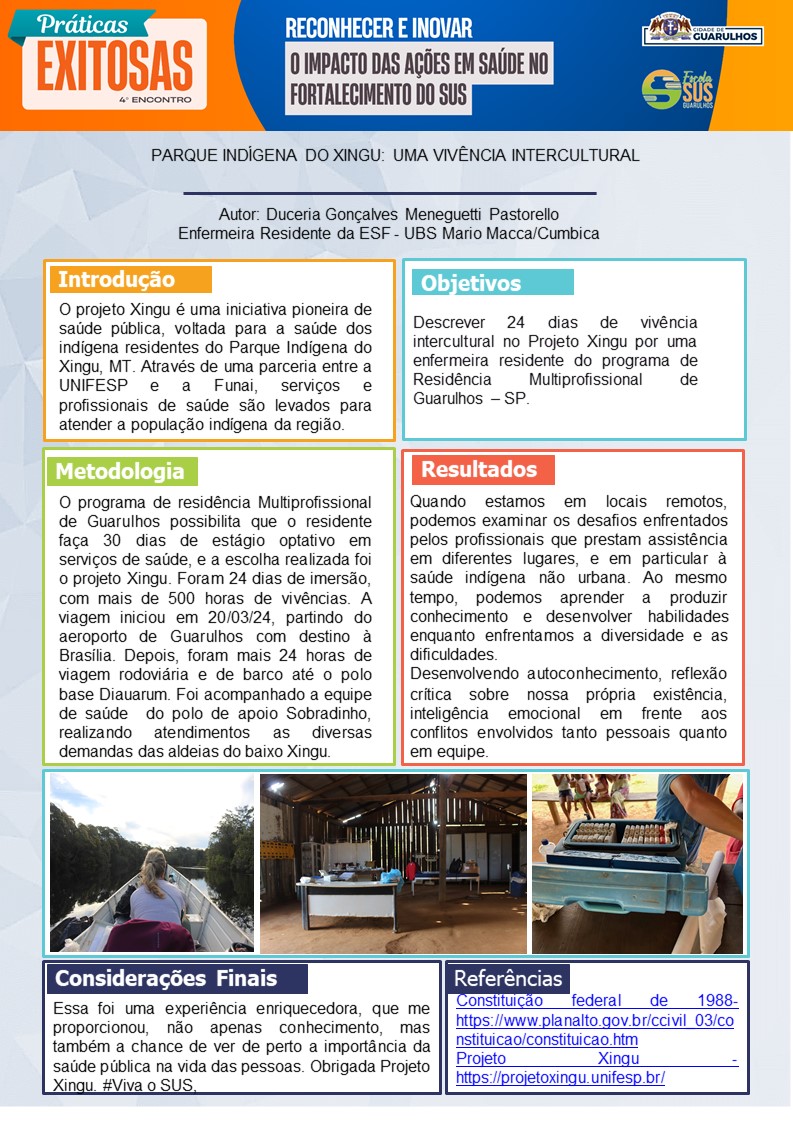 Práticas
EXITOSAS
4º ENCONTRO
RECONHECER E INOVAR
O IMPACTO DAS AÇÕES EM SAÚDE NO
FORTALECIMENTO DO SUS
CIDADE DE
GUARULHOS
Escola
SUS
GUARULHOS
PARQUE INDÍGENA DO XINGU: UMA VIVÊNCIA INTERCULTURAL
Autor: Duceria Gonçalves Meneguetti Pastorello
Enfermeira Residente da ESF - UBS Mario Macca/Cumbica
Introdução
O projeto Xingu é uma iniciativa pioneira de
saúde pública, voltada para a saúde dos
indígena residentes do Parque Indígena do
Xingu, MT. Através de uma parceria entre a
UNIFESP e a Funai, serviços e
profissionais de saúde são levados para
atender a população indígena da região.
Objetivos
Descrever 24 dias de vivência
intercultural no Projeto Xingu por uma
enfermeira residente do programa de
Residência Multiprofissional de
Guarulhos – SP.
Metodologia
O programa de residência Multiprofissional
de Guarulhos possibilita que o residente
faça 30 dias de estágio optativo em
serviços de saúde, e a escolha realizada foi
o projeto Xingu. Foram 24 dias de imersão,
com mais de 500 horas de vivências. A
viagem iniciou em 20/03/24, partindo do
aeroporto de Guarulhos com destino à
Brasília. Depois, foram mais 24 horas de
viagem rodoviária e de barco até o polo
base Diauarum. Foi acompanhado a equipe
de saúde do polo de apoio Sobradinho,
realizando atendimentos as diversas
demandas das aldeias do baixo Xingu.
Resultados
Quando estamos em locais remotos,
podemos examinar os desafios enfrentados
pelos profissionais que prestam assistência
em diferentes lugares, e em particular à
saúde indígena não urbana. Ao mesmo
tempo, podemos aprender a produzir
conhecimento e desenvolver habilidades
enquanto enfrentamos a diversidade e as
dificuldades.
Desenvolvendo autoconhecimento, reflexão
crítica sobre nossa própria existência,
inteligência emocional em frente aos
conflitos envolvidos tanto pessoais quanto
em equipe.
Considerações Finais
Essa foi uma experiência enriquecedora, que me
proporcionou, não apenas conhecimento, mas
também a chance de ver de perto a importância da
saúde pública na vida das pessoas. Obrigada Projeto
Xingu. #Viva o SUS.
Referências
Constituição federal de 1988-
https://www.planalto.gov.br/ccivil_03/co
nstituicao/constituicao.htm
Projeto Xingu -
https://projetoxingu.unifesp.br/